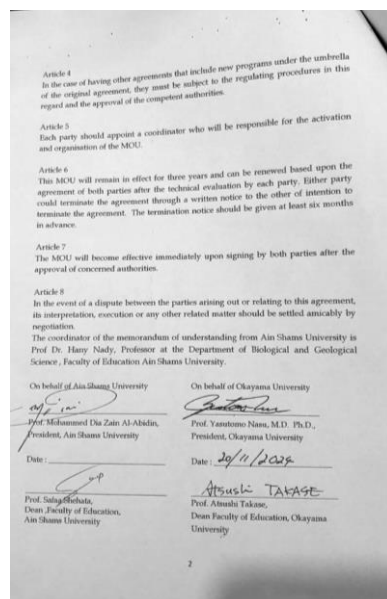 Article 4
In the case of having other agreements that include new programs under the umbrella
of the original agreement, they must be subject to the regulating procedures in this
regard and the approval of the competent authorities.
Article 5
Each party should appoint a coordinator who will be responsible for the activation
and organisation of the MOU.
Article 6
This MOU will remain in effect for three years and can be renewed based upon the
agreement of both parties after the technical evaluation by each party. Either party
could terminate the agreement through a written notice to the other of intention to
terminate the agreement. The termination notice should be given at least six months
in advance.
Article 7
The MOU will become effective immediately upon signing by both parties after the
approval of concerned authorities.
Article 8
In the event of a dispute between the parties arising out or relating to this agreement,
its interpretation, execution or any other related matter should be settled amicably by
negotiation.
The coordinator of the memorandum of understanding from Ain Shams University is
Prof Dr. Hany Nady, Professor at the Department of Biological and Geological
Science , Faculty of Education Ain Shams University.
On behalf of Ain Shams University
Prof. Mohammed Dia Zain Al-Abidin,
President, Ain Shams University
Date :
Prof. Safaa Shehata,
Dean ,Faculty of Education,
Ain Shams University
On behalf of Okayama University
Prof. Yasutomo Nasu, M.D. Ph.D.,
President, Okayama University
Date : 20/11/2024
Atsushi TAKASE
Prof. Atsushi Takase,
Dean Faculty of Education, Okayama
University
2